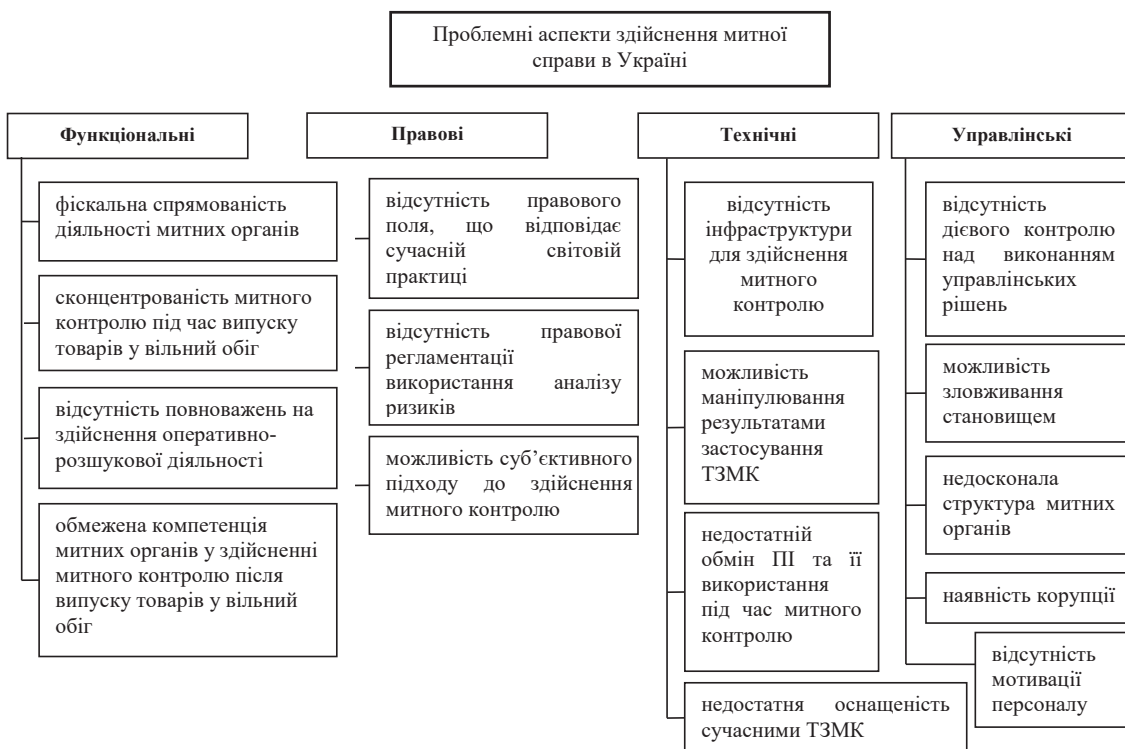 Проблемні аспекти здійснення митної
справи в Україні
Функціональні
фіскальна спрямованість
діяльності митних органів
сконцентрованість митного
контролю під час випуску
товарів у вільний обіг
відсутність повноважень на
здійснення оперативно-
розшукової діяльності
обмежена компетенція
митних органів у здійсненні
митного контролю після
випуску товарів у вільний
обіг
Правові
відсутність правового
поля, що відповідає
сучасній світовій
практиці
відсутність правової
регламентації
використання аналізу
ризиків
можливість суб’єктивного
підходу до здійснення
митного контролю
Технічні
відсутність
інфраструктури
для здійснення
митного
контролю
можливість
маніпулювання
результатами
застосування
ТЗМК
недостатній
обмін ПІ та її
використання
під час митного
контролю
недостатня оснащеність
сучасними ТЗМК
Управлінські
відсутність
дієвого контролю
над виконанням
управлінських
рішень
можливість
зловживання
становищем
недосконала
структура митних
органів
наявність корупції
відсутність
мотивації
персоналу